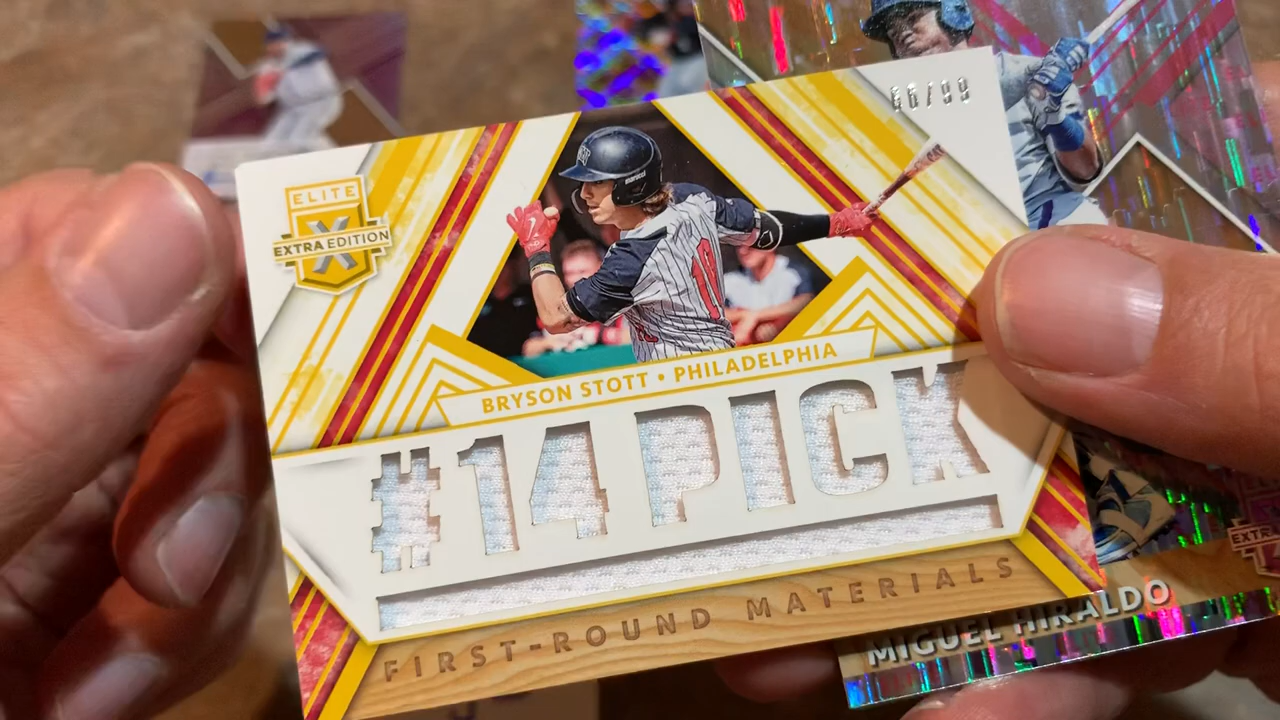 66/99
ELITE
X
EXTRA EDITION
BRYSON STOTT • PHILADELPHIA
#14 PICK
FIRST-ROUND MATERIALS
MIGUEL HIRALDO